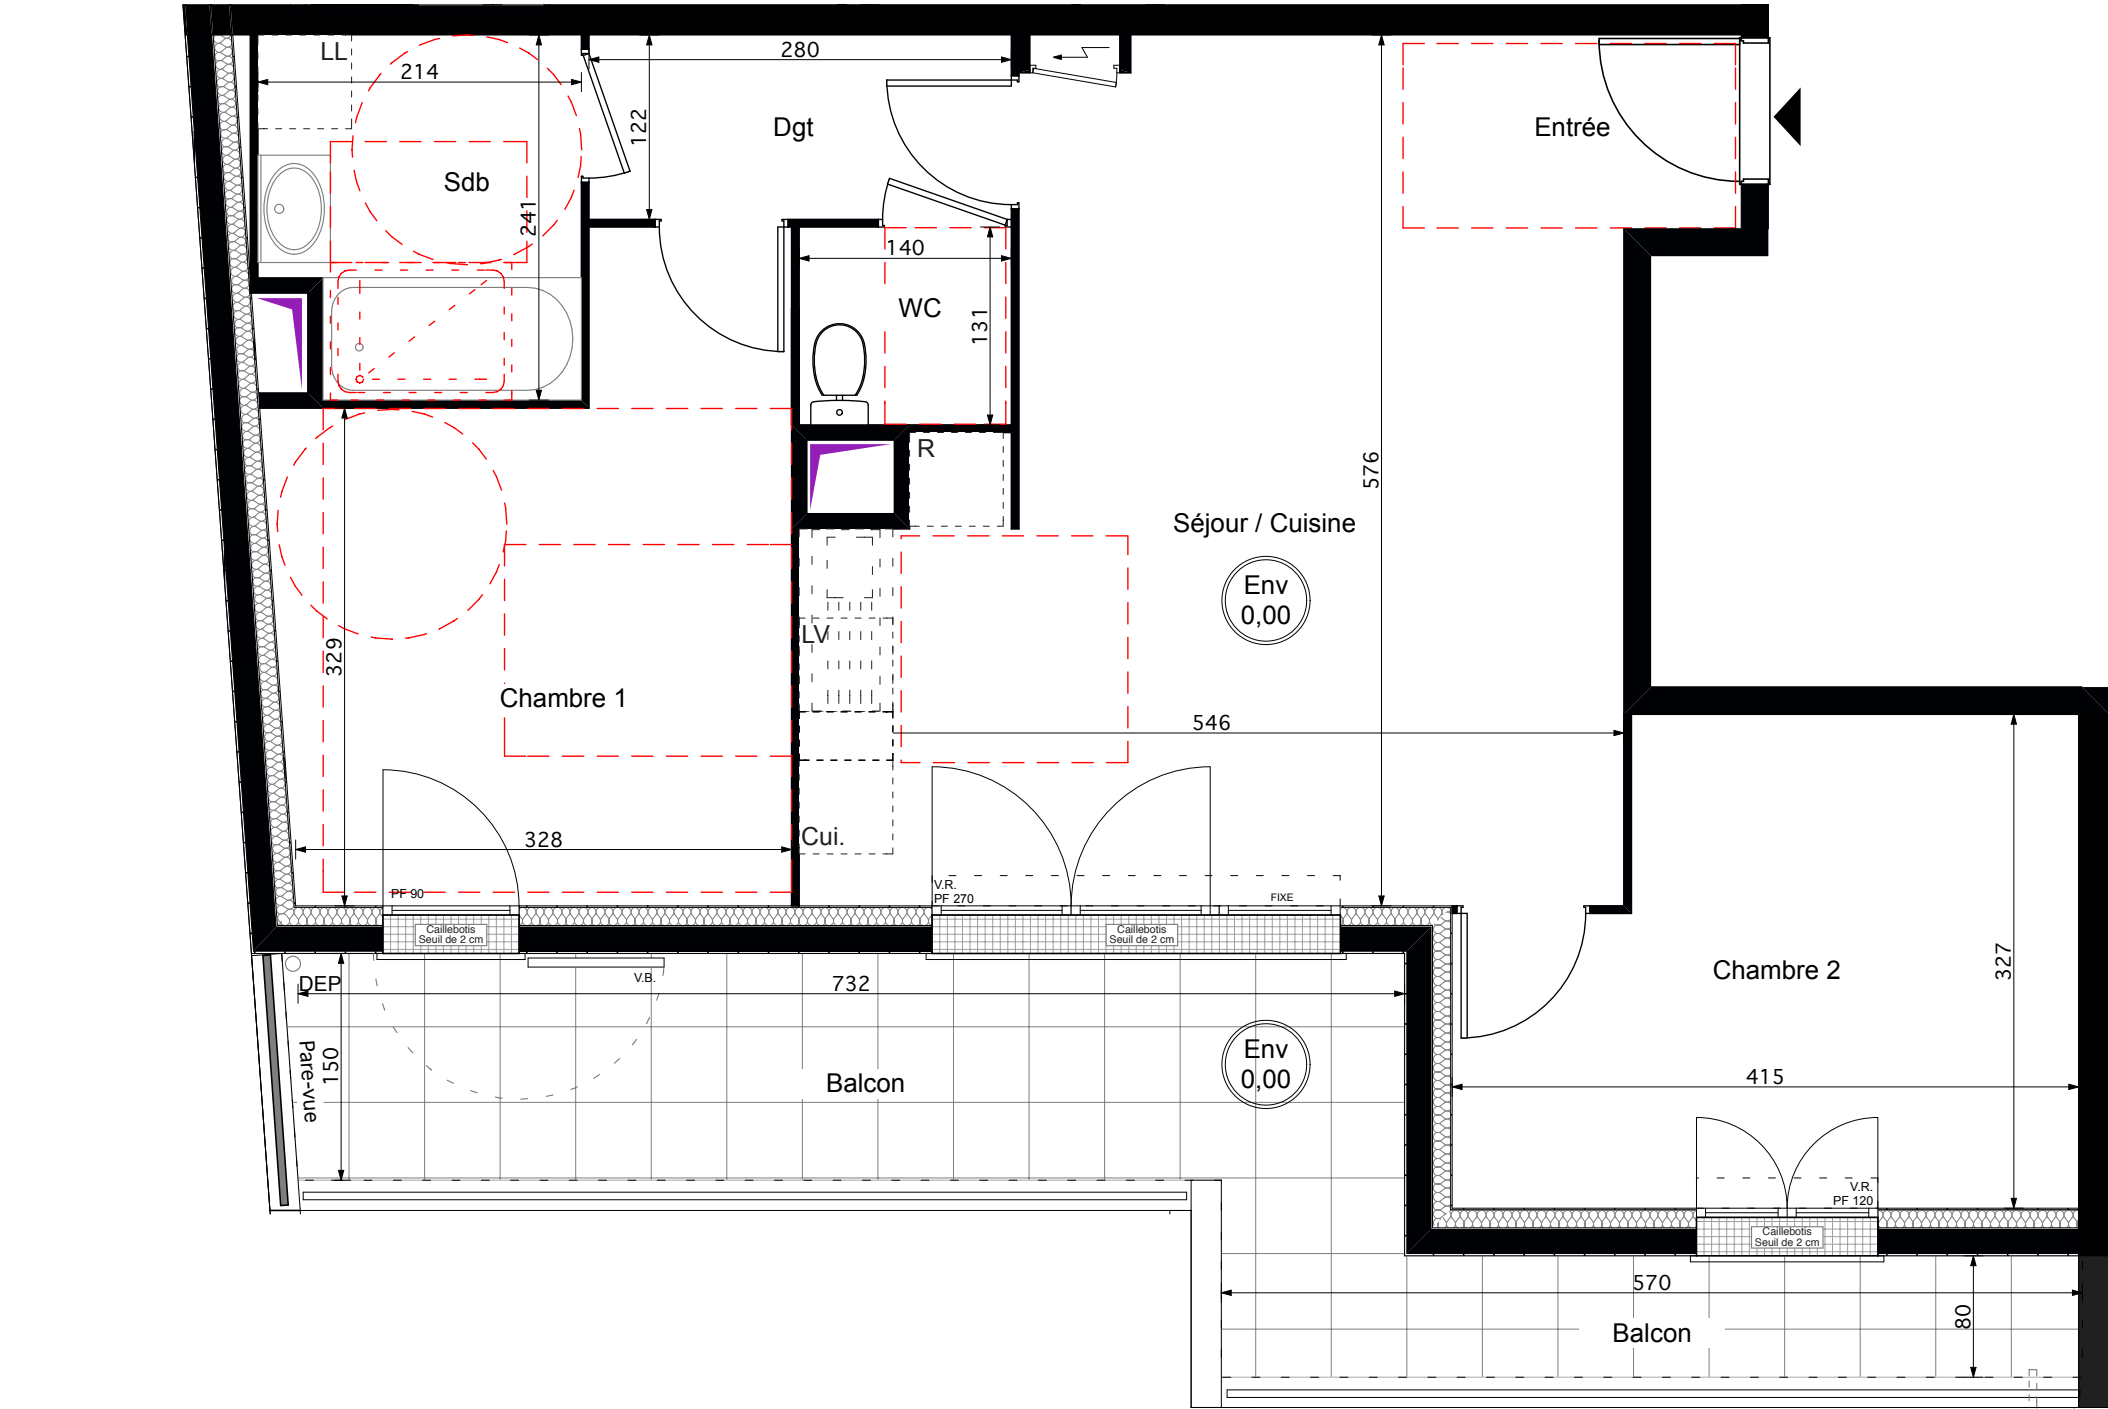 LL
280
214
122
Dgt
Entrée
Sdb
241
140
WC
131
R
576
Séjour / Cuisine
Env
0,00
LV
329
Chambre 1
546
328
Cui.
PF 90
V.R.
PF 270
FIXE
Caillebotis
Seuil de 2 cm
Caillebotis
Seuil de 2 cm
Chambre 2
327
DEP
V.B.
732
Pare-vue
150
Balcon
Env
0,00
415
V.R.
PF 120
Caillebotis
Seuil de 2 cm
570
80
Balcon